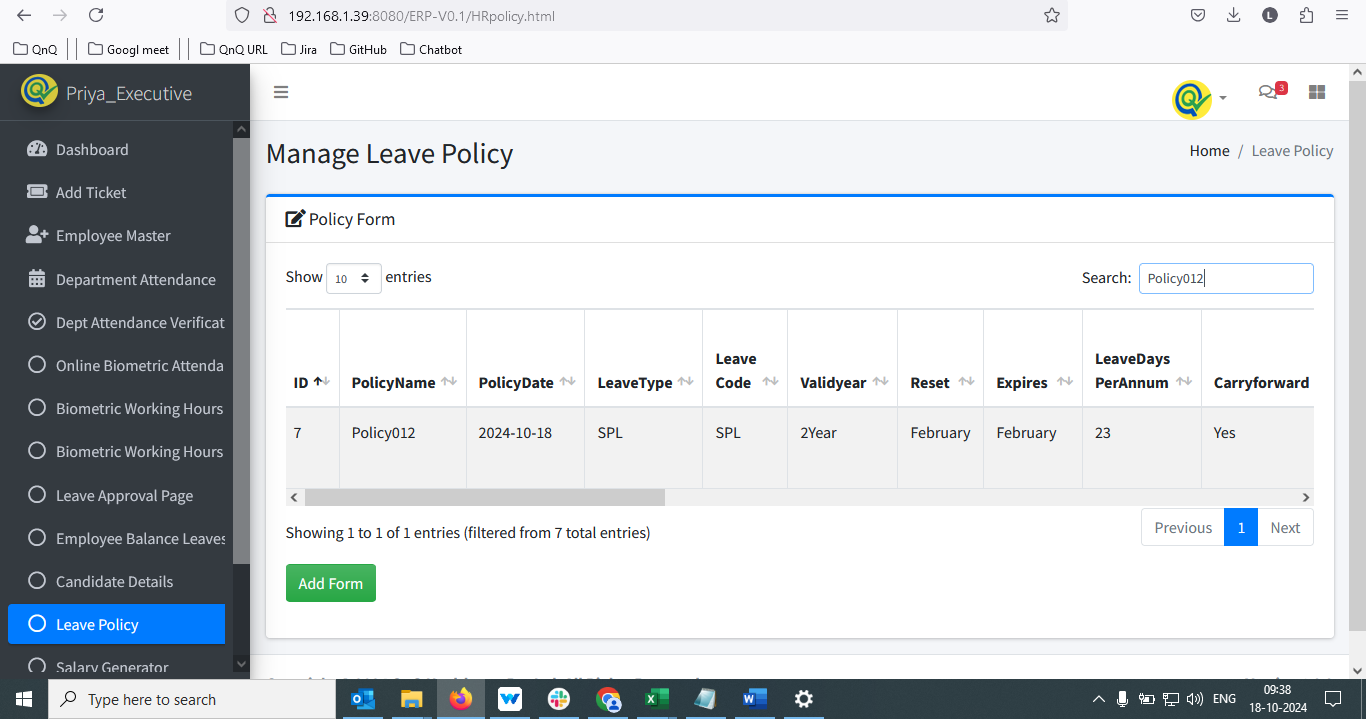 192.168.1.39:8080/ERP-V0.1/HRpolicy.html
L
QnQ Googl meet QnQ URL Jira GitHub Chatbot
Priya_Executive
3
Dashboard
Add Ticket
Employee Master
Department Attendance
Dept Attendance Verificat
Online Biometric Attenda
Biometric Working Hours
Biometric Working Hours
Leave Approval Page
Employee Balance Leaves
Candidate Details
Leave Policy
Salary Generator
Manage Leave Policy
Home / Leave Policy
Policy Form
Show 10 entries
Search: Policy012
ID PolicyName PolicyDate LeaveType Leave Code Validyear Reset Expires LeaveDays PerAnnum Carryforward
7 Policy012 2024-10-18 SPL SPL 2Year February February 23 Yes
Showing 1 to 1 of 1 entries (filtered from 7 total entries)
Previous 1 Next
Add Form
Type here to search
ENG
09:38
18-10-2024